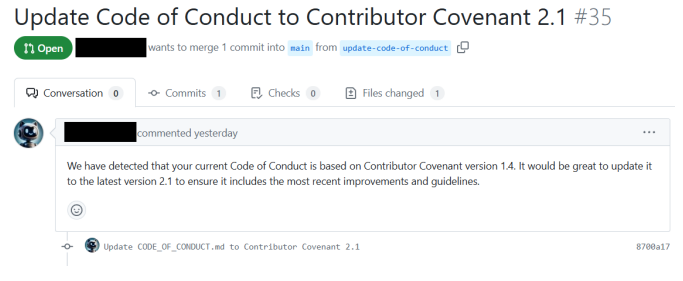 Update Code of Conduct to Contributor Covenant 2.1 #35
Open wants to merge 1 commit into main from update-code-of-conduct
Conversation 0 Commits 1 Checks 0 Files changed 1
commented yesterday ...
We have detected that your current Code of Conduct is based on Contributor Covenant version 1.4. It would be great to update it
to the latest version 2.1 to ensure it includes the most recent improvements and guidelines.
Update CODE_OF_CONDUCT.md to Contributor Covenant 2.1 8700a17